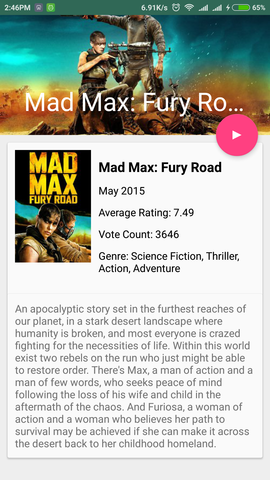 2:46PM
6.91K/s
65%
Mad Max: Fury Ro...
MAD
MAX
FURY ROAD
Mad Max: Fury Road
May 2015
Average Rating: 7.49
Vote Count: 3646
Genre: Science Fiction, Thriller,
Action, Adventure
An apocalyptic story set in the furthest reaches of
our planet, in a stark desert landscape where
humanity is broken, and most everyone is crazed
fighting for the necessities of life. Within this world
exist two rebels on the run who just might be able
to restore order. There's Max, a man of action and a
man of few words, who seeks peace of mind
following the loss of his wife and child in the
aftermath of the chaos. And Furiosa, a woman of
action and a woman who believes her path to
survival may be achieved if she can make it across
the desert back to her childhood homeland.